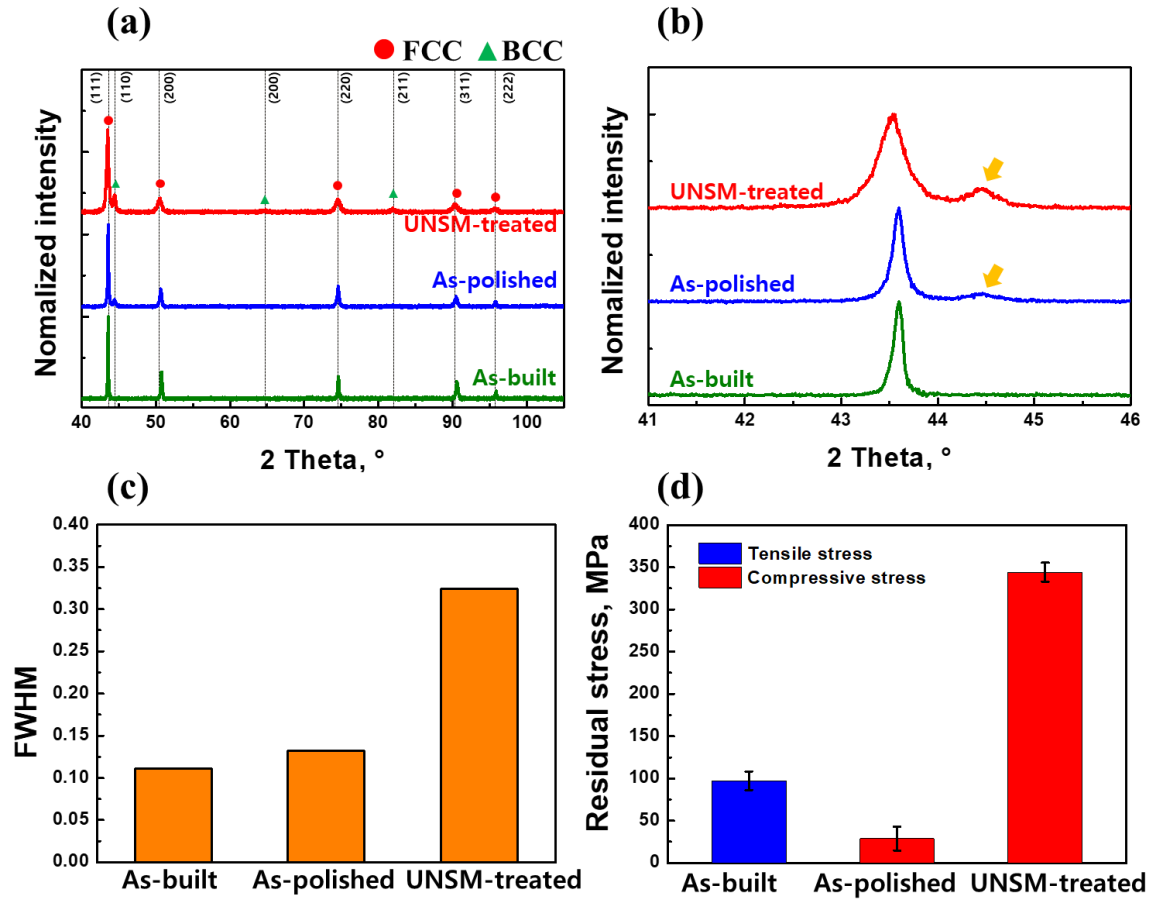 (a)
FCC BCC
(111)
(110)
(200)
(200)
(220)
(211)
(311)
(222)
UNSM-treated
As-polished
As-built
Nomalized intensity
40 50 60 70 80 90 100
2 Theta, °
(b)
UNSM-treated
As-polished
As-built
Nomalized intensity
41 42 43 44 45 46
2 Theta, °
(c)
0.40
0.35
0.30
0.25
0.20
0.15
0.10
0.05
0.00
FWHM
As-built As-polished UNSM-treated
(d)
400
350
300
250
200
150
100
50
0
Residual stress, MPa
Tensile stress
Compressive stress
As-built As-polished UNSM-treated